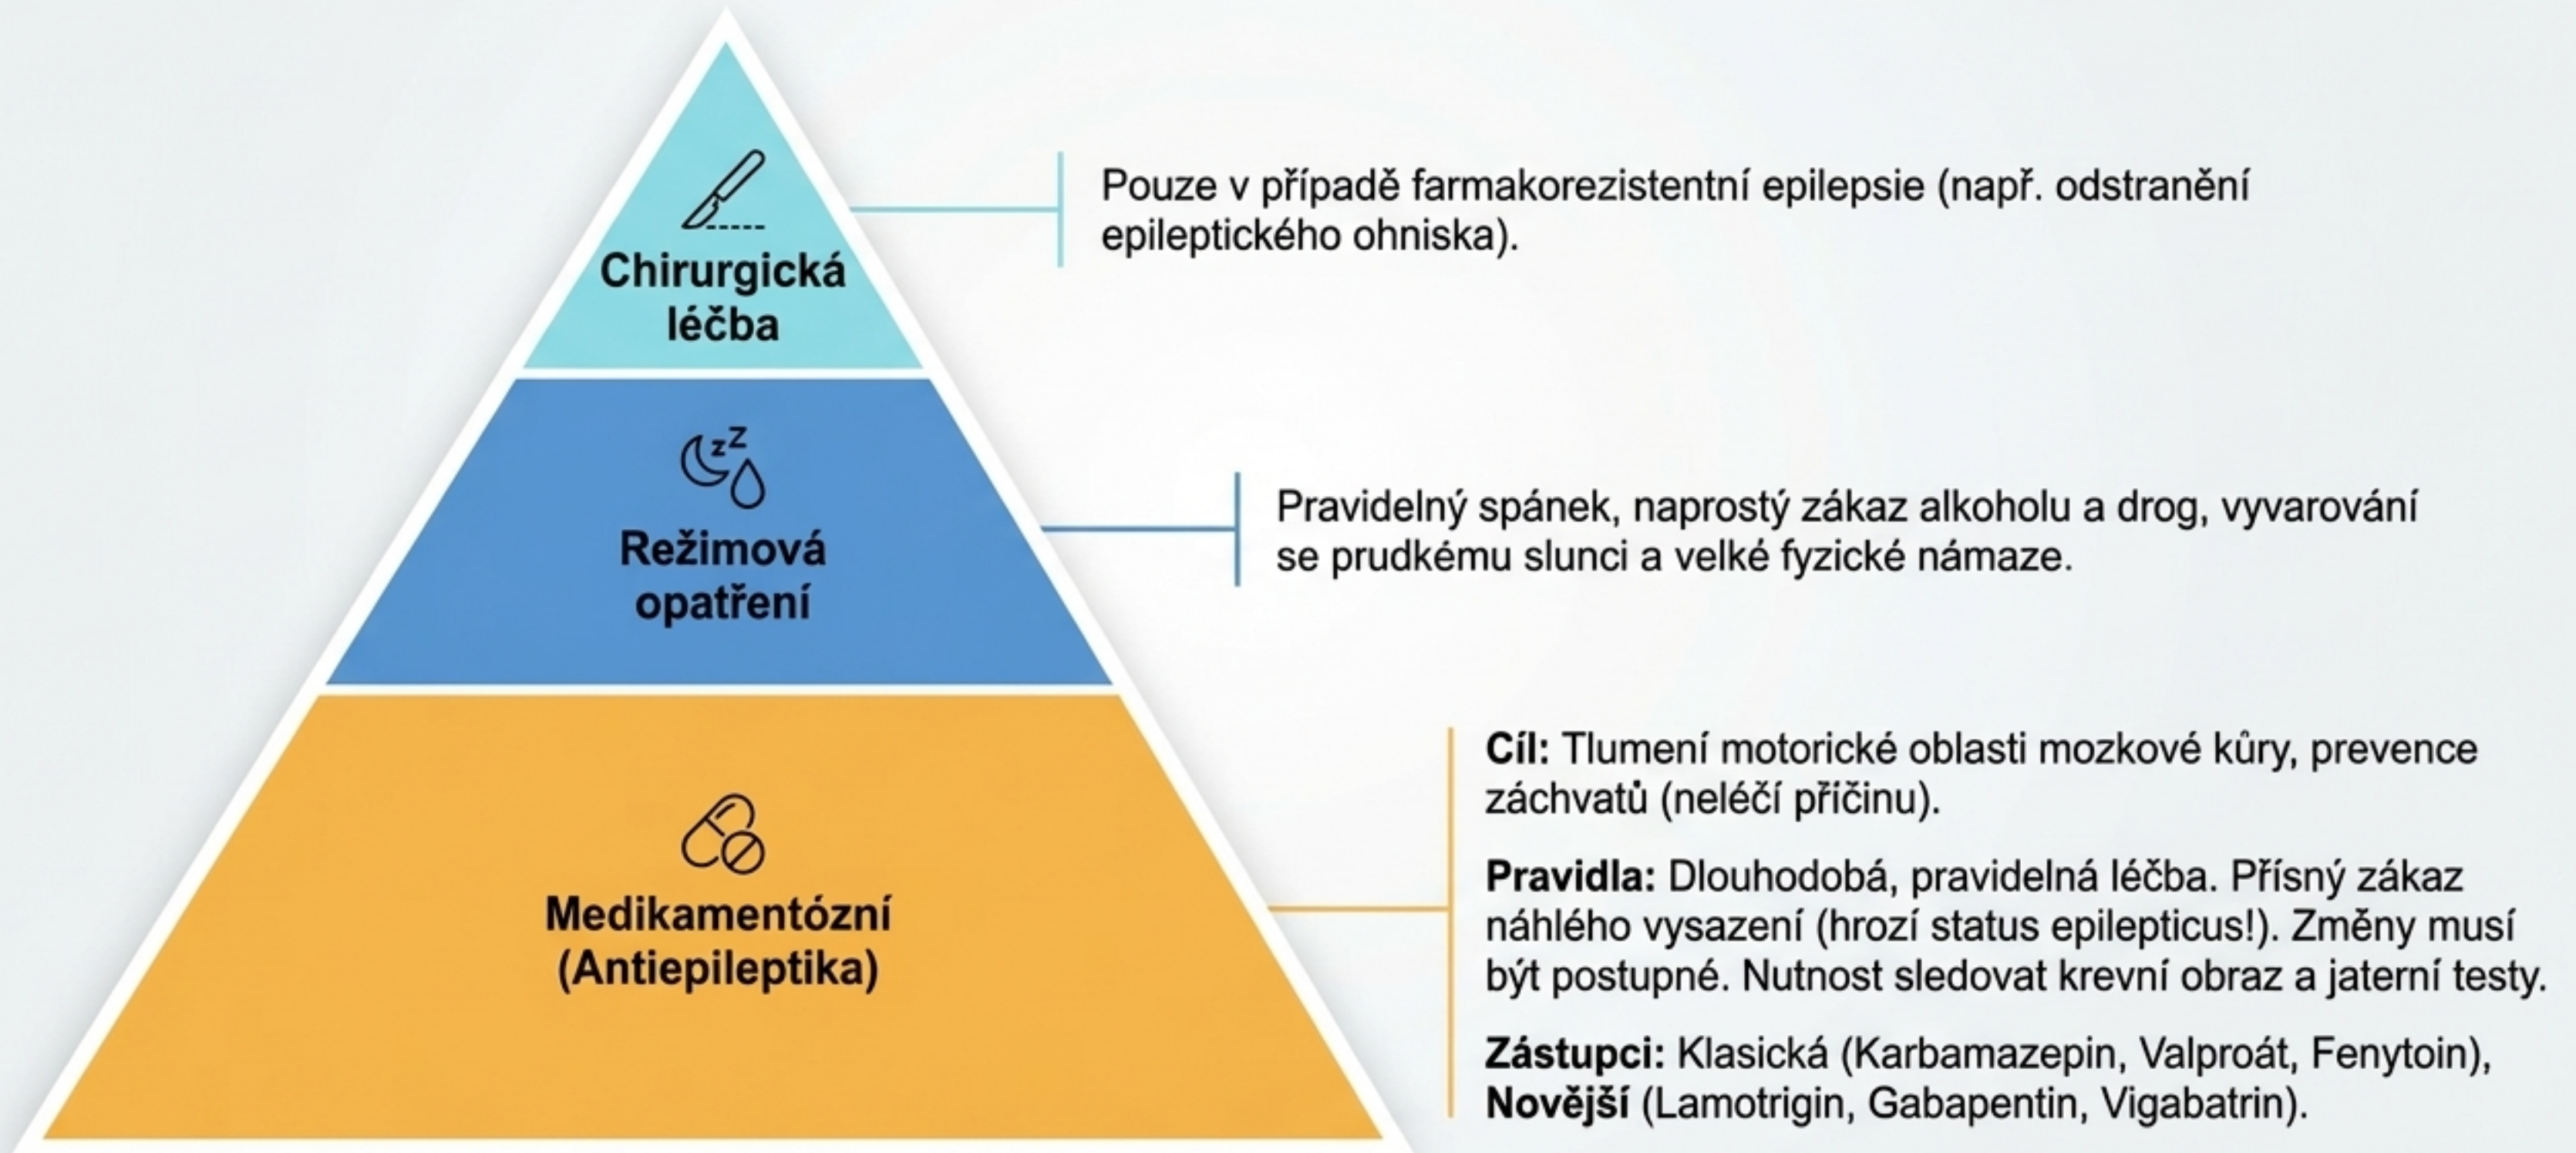 Chirurgická
léčba
Pouze v případě farmakorezistentní epilepsie (např. odstranění
epileptického ohniska).
zZ
Režimová
opatření
Pravidelný spánek, naprostý zákaz alkoholu a drog, vyvarování
se prudkému slunci a velké fyzické námaze.
Medikamentózní
(Antiepileptika)
Cíl: Tlumení motorické oblasti mozkové kůry, prevence
záchvatů (neléčí příčinu).
Pravidla: Dlouhodobá, pravidelná léčba. Přísný zákaz
náhlého vysazení (hrozí status epilepticus!). Změny musí
být postupné. Nutnost sledovat krevní obraz a jaterní testy.
Zástupci: Klasická (Karbamazepin, Valproát, Fenytoin),
Novější (Lamotrigin, Gabapentin, Vigabatrin).